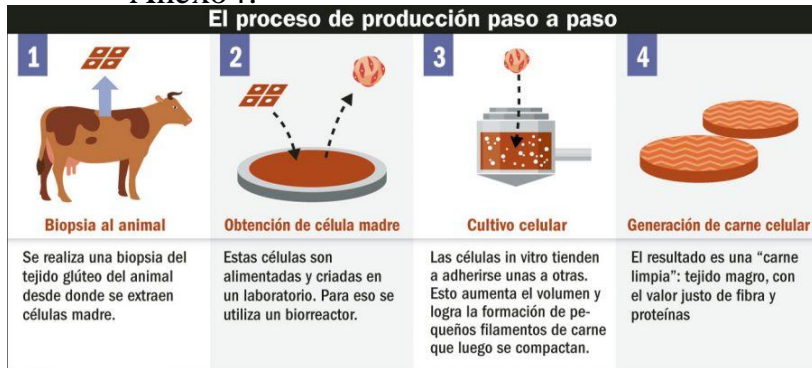 El proceso de producción paso a paso
1
Biopsia al animal
Se realiza una biopsia del
tejido glúteo del animal
desde donde se extraen
células madre.
2
Obtención de célula madre
Estas células son
alimentadas y criadas en
un laboratorio. Para eso se
utiliza un biorreactor.
3
Cultivo celular
Las células in vitro tienden
a adherirse unas a otras.
Esto aumenta el volumen y
logra la formación de pe-
queños filamentos de carne
que luego se compactan.
4
Generación de carne celular
El resultado es una “carne
limpia”: tejido magro, con
el valor justo de fibra y
proteínas